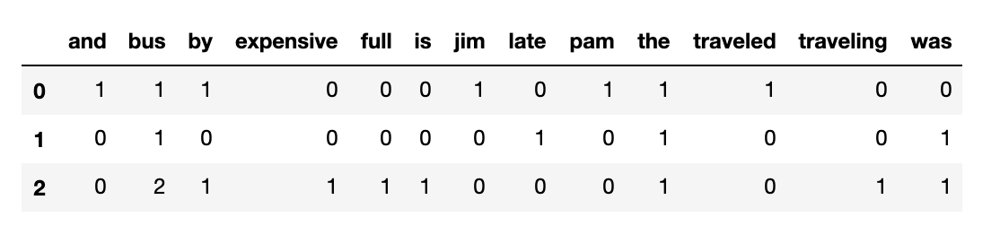 and bus by expensive full is jim late pam the traveled traveling was
0 1 1 1 0 0 0 1 0 1 1 1 0 0
1 0 1 0 0 0 0 0 1 0 1 0 0 1
2 0 2 1 1 1 1 0 0 0 1 0 1 1